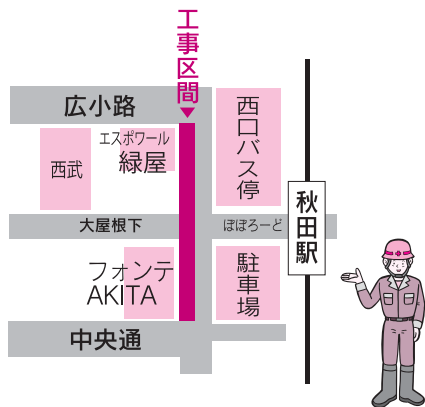 工事区間
広小路
西口バス停
エスポワール
緑屋
西武
秋田駅
大屋根下
ぽぽろーど
フォンテ
AKITA
駐車場
中央通